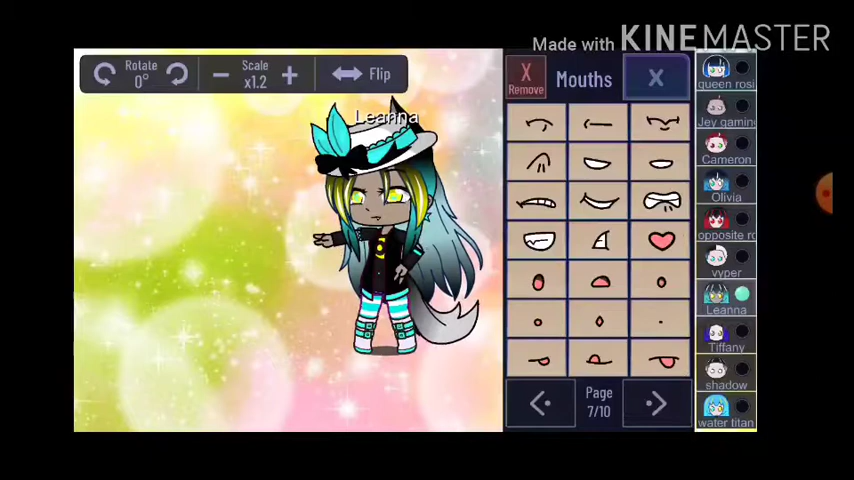 Made with KINEMASTER
Rotate
0°
Scale
x1.2
Flip
X
Remove
Mouths
X
Leanna
queen rosi
Jey gaming
Cameron
Olivia
opposite ro
vyper
Leanna
Tiffany
shadow
water titan
Page
7/10